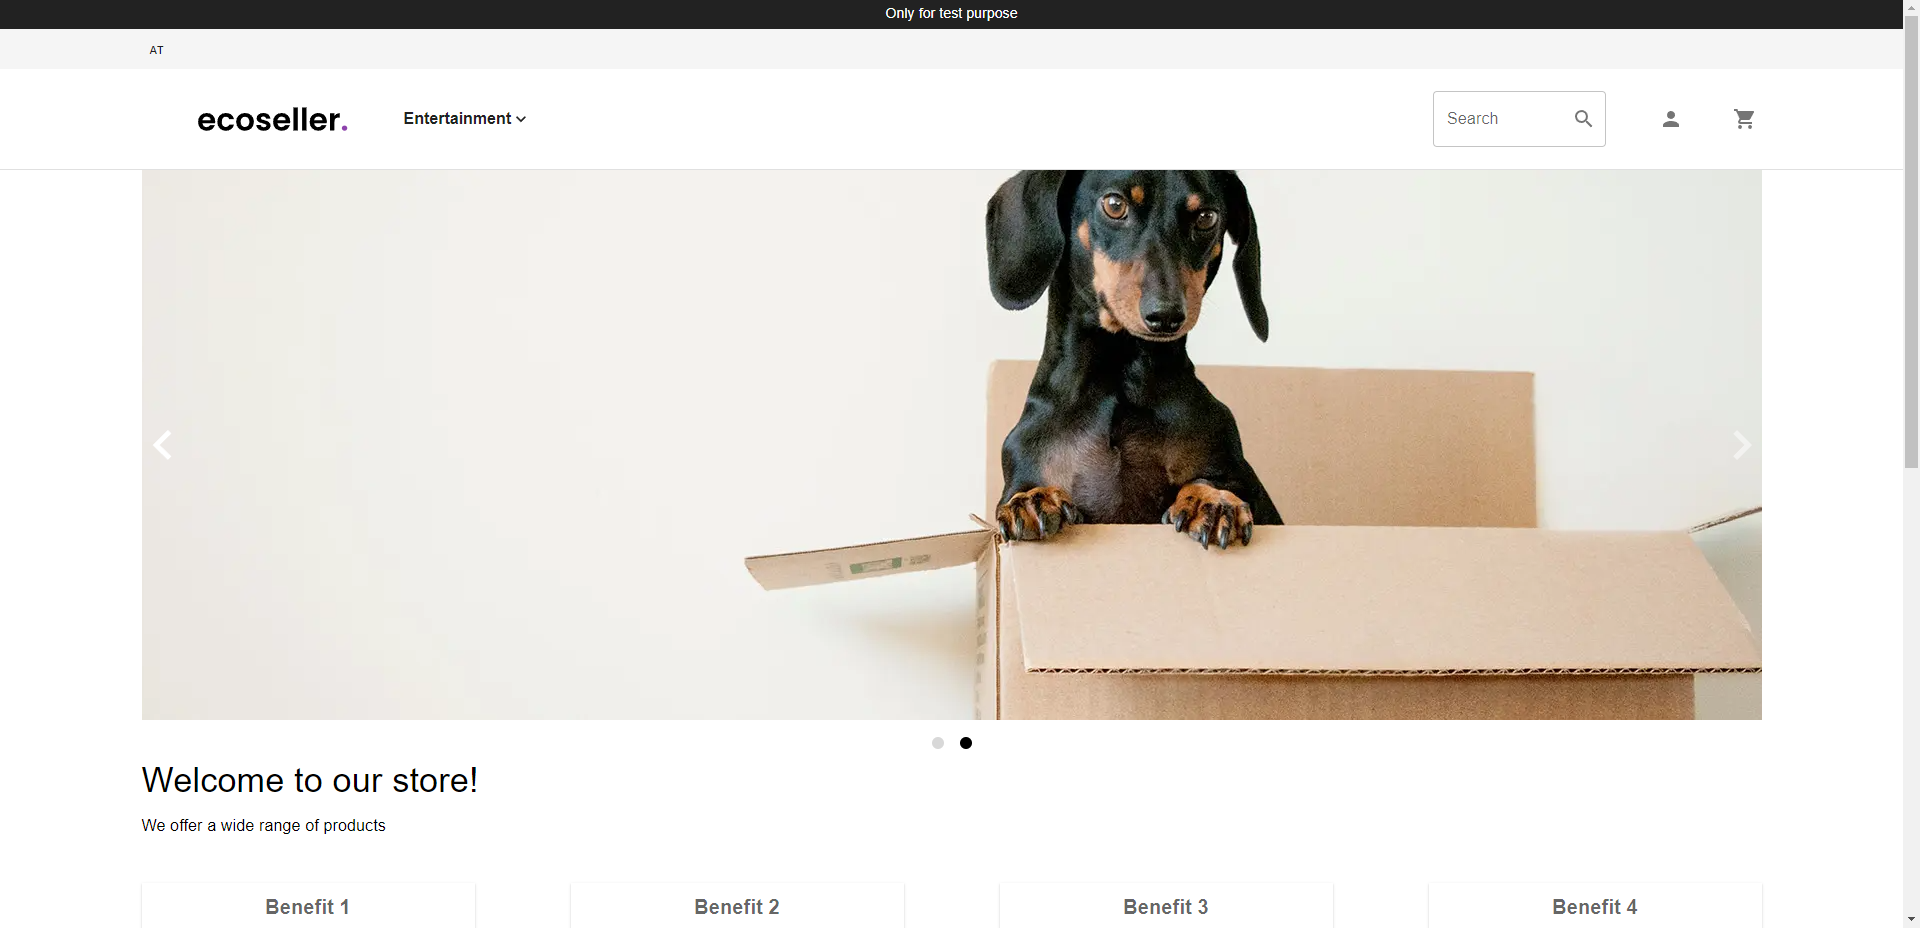 Only for test purpose
AT
ecoseller.
Entertainment
Search
Welcome to our store!
We offer a wide range of products
Benefit 1
Benefit 2
Benefit 3
Benefit 4